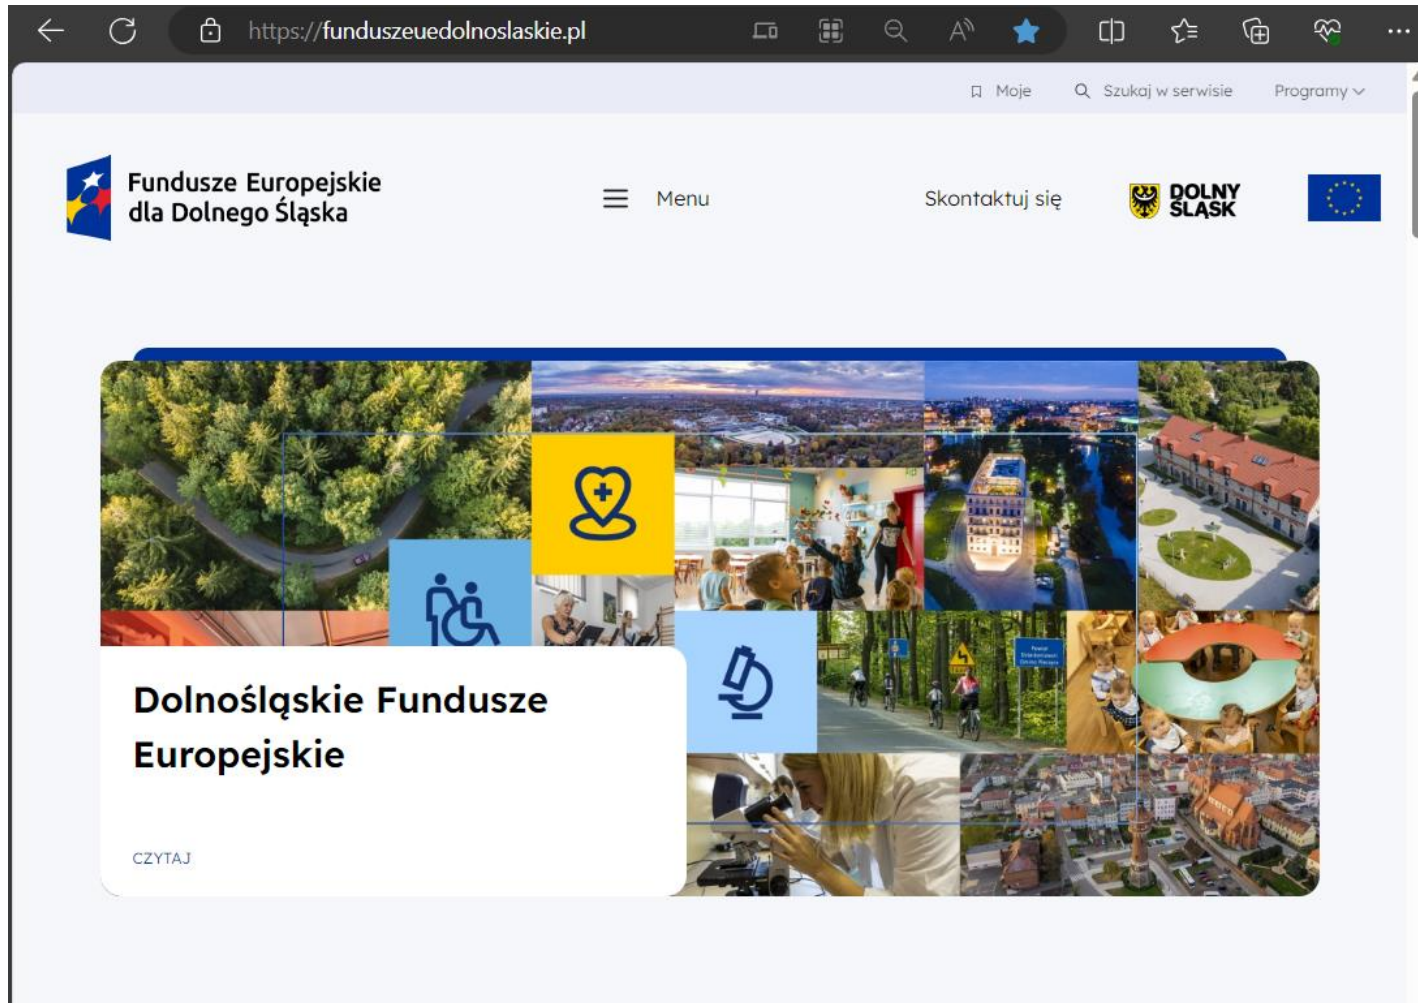 https://funduszeuedolnoslaskie.pl
Moje
Szukaj w serwisie
Programy
Fundusze Europejskie
dla Dolnego Śląska
Menu
Skontaktuj się
DOLNY
ŚLĄSK
Dolnośląskie Fundusze
Europejskie
CZYTAJ